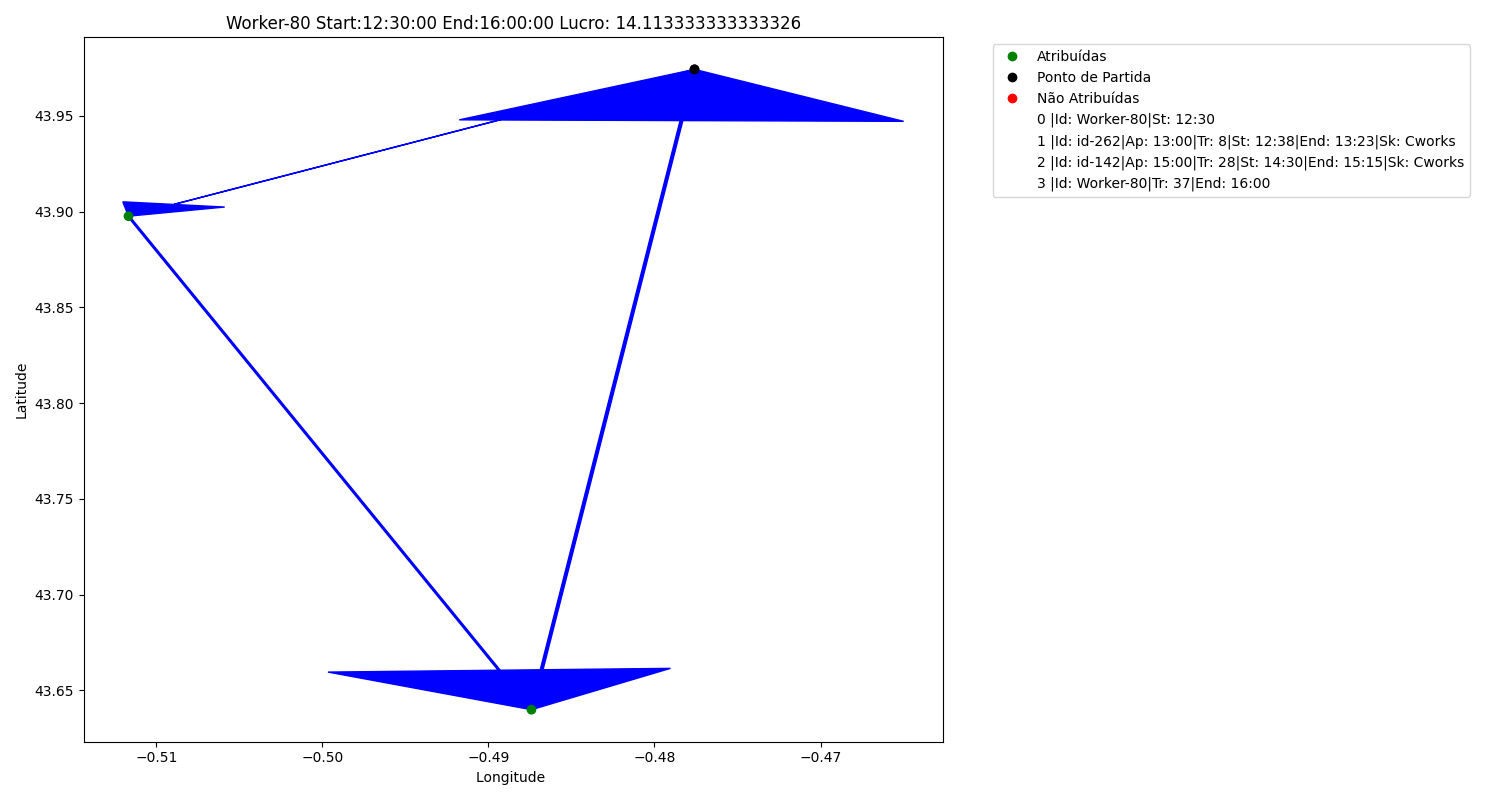 Worker-80 Start:12:30:00 End:16:00:00 Lucro: 14.113333333333326
Atribuídas
Ponto de Partida
Não Atribuídas
0 |Id: Worker-80|St: 12:30
1 |Id: id-262|Ap: 13:00|Tr: 8|St: 12:38|End: 13:23|Sk: Cworks
2 |Id: id-142|Ap: 15:00|Tr: 28|St: 14:30|End: 15:15|Sk: Cworks
3 |Id: Worker-80|Tr: 37|End: 16:00
Latitude
43.95
43.90
43.85
43.80
43.75
43.70
43.65
−0.51 −0.50 −0.49 −0.48 −0.47
Longitude